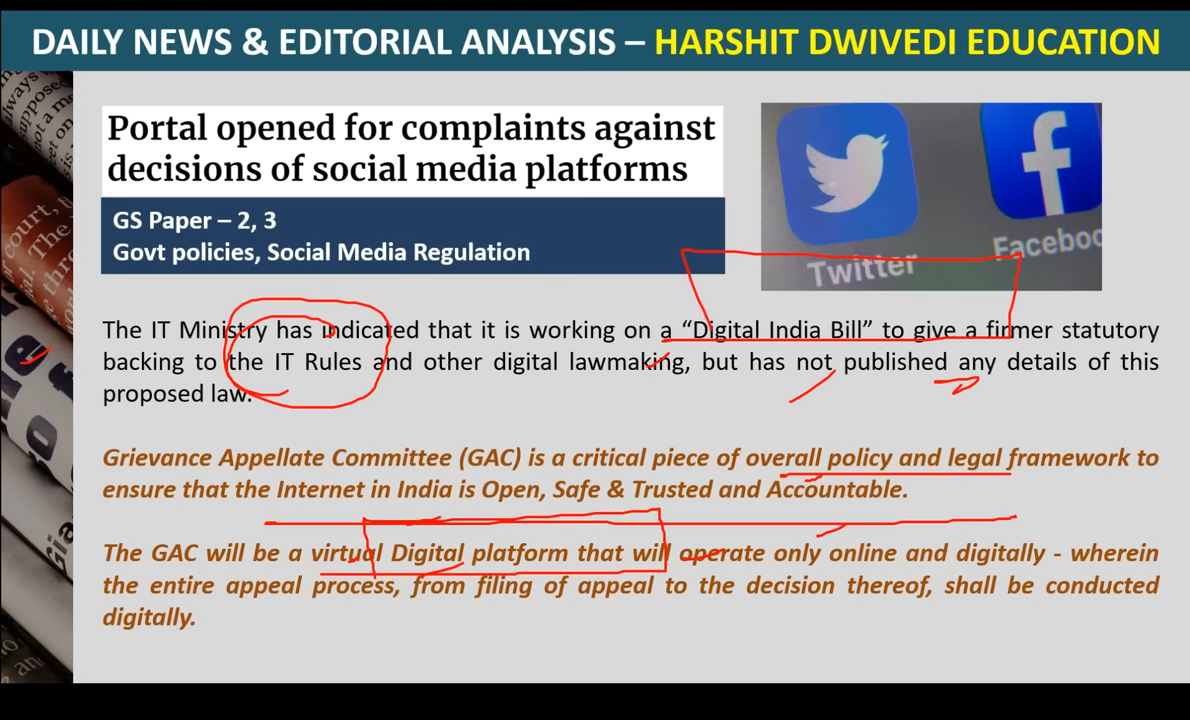 DAILY NEWS & EDITORIAL ANALYSIS – HARSHIT DWIVEDI EDUCATION
Portal opened for complaints against
decisions of social media platforms
GS Paper – 2, 3
Govt policies, Social Media Regulation
Twitter
Faceboo
The IT Ministry has indicated that it is working on a “Digital India Bill” to give a firmer statutory
backing to the IT Rules and other digital lawmaking, but has not published any details of this
proposed law.
Grievance Appellate Committee (GAC) is a critical piece of overall policy and legal framework to
ensure that the Internet in India is Open, Safe & Trusted and Accountable.
The GAC will be a virtual Digital platform that will operate only online and digitally - wherein
the entire appeal process, from filing of appeal to the decision thereof, shall be conducted
digitally.